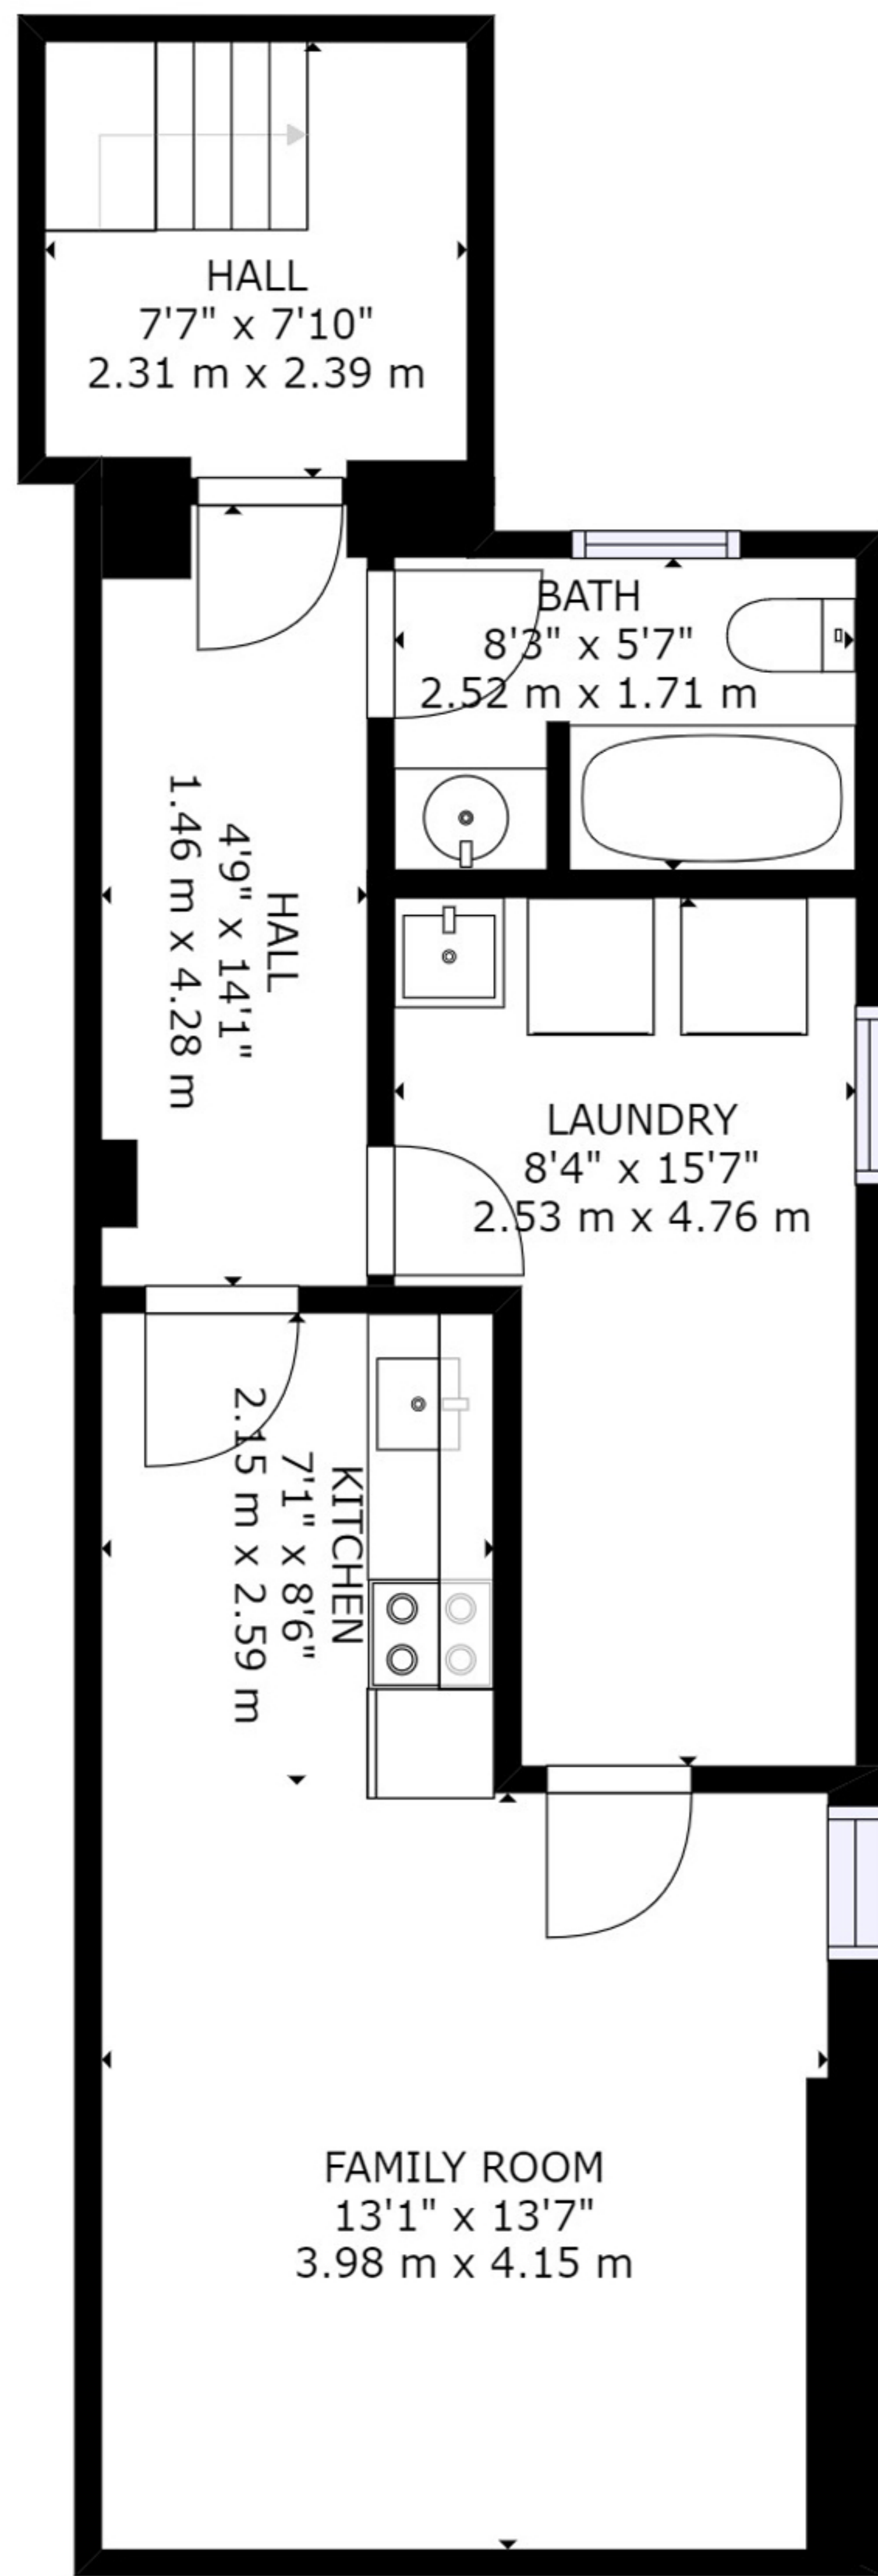 HALL
7'7" x 7'10"
2.31 m x 2.39 m
BATH
8'3" x 5'7"
2.52 m x 1.71 m
HALL
4'9" x 14'1"
1.46 m x 4.28 m
LAUNDRY
8'4" x 15'7"
2.53 m x 4.76 m
KITCHEN
7'1" x 8'6"
2.15 m x 2.59 m
FAMILY ROOM
13'1" x 13'7"
3.98 m x 4.15 m